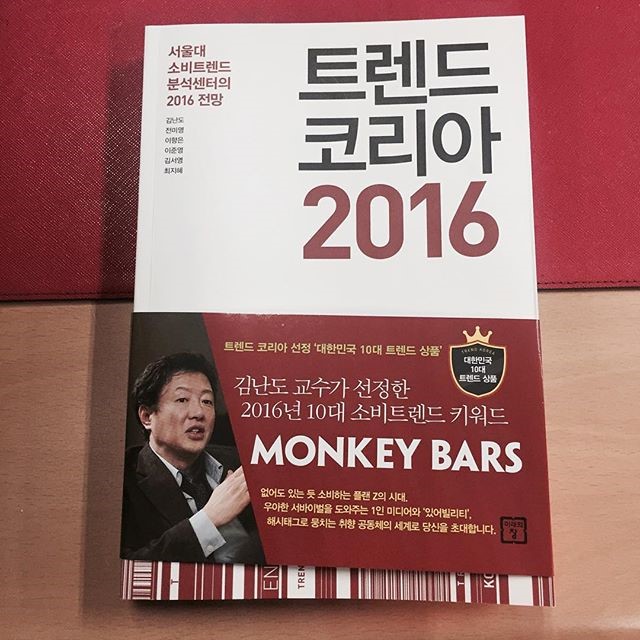 서울대
소비트렌드
분석센터의
2016 전망
김난도
전미영
이향은
이준영
김서영
최지혜
트렌드
코리아
2016
트렌드 코리아 선정 '대한민국 10대 트렌드 상품'
TREND KOREA
대한민국
10대
트렌드 상품
김난도 교수가 선정한
2016년 10대 소비트렌드 키워드
MONKEY BARS
없어도 있는 듯 소비하는 플랜 Z의 시대.
우아한 서바이벌을 도와주는 1인 미디어와 '있어빌리티',
해시태그로 뭉치는 취향 공동체의 세계로 당신을 초대합니다.
미래의
창